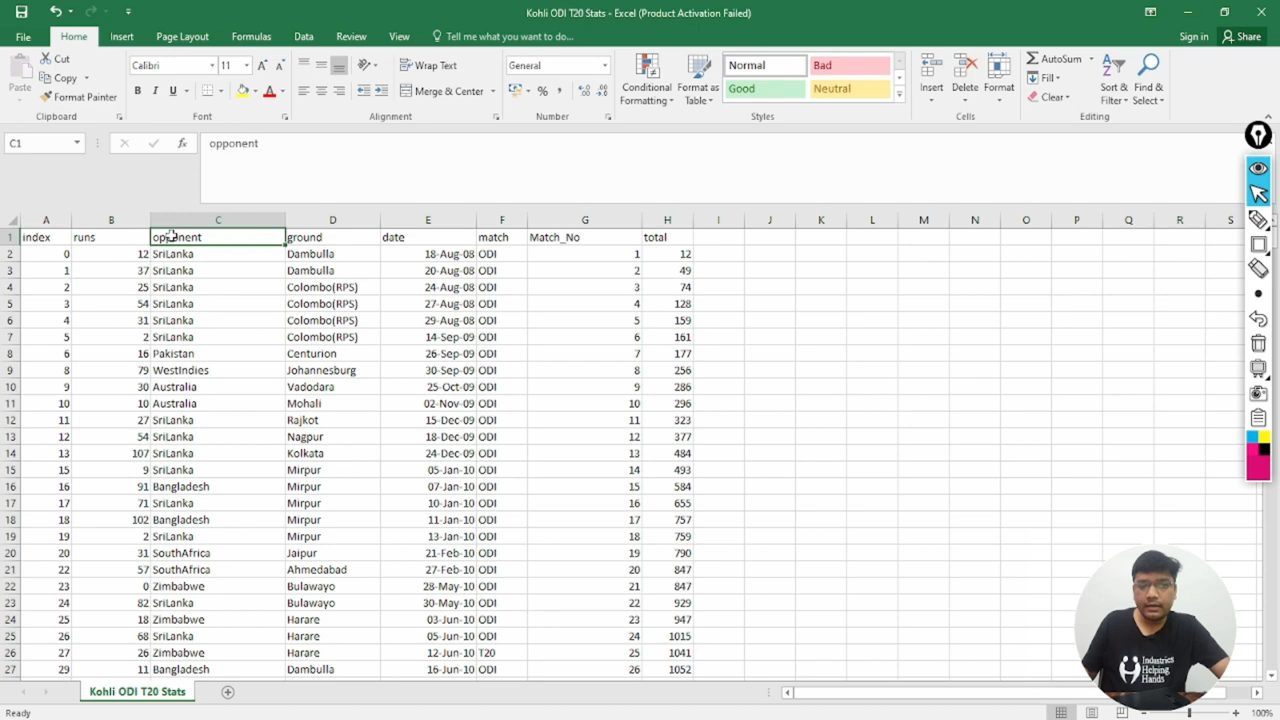 Kohli ODI T20 Stats - Excel (Product Activation Failed)
File Home Insert Page Layout Formulas Data Review View Tell me what you want to do... Sign in Share
Paste Cut Copy Format Painter Clipboard
Calibri 11 B I U Font
Wrap Text Merge & Center Alignment
General % Number
Conditional Formatting Format as Table Normal Bad Good Neutral Styles
Insert Delete Format Cells
AutoSum Fill Clear Sort & Filter Find & Select Editing
C1 fx opponent
A B C D E F G H I J K L M N O P Q R S
1 index runs opponent ground date match Match_No total
2 0 12 SriLanka Dambulla 18-Aug-08 ODI 1 12
3 1 37 SriLanka Dambulla 20-Aug-08 ODI 2 49
4 2 25 SriLanka Colombo(RPS) 24-Aug-08 ODI 3 74
5 3 54 SriLanka Colombo(RPS) 27-Aug-08 ODI 4 128
6 4 31 SriLanka Colombo(RPS) 29-Aug-08 ODI 5 159
7 5 2 SriLanka Colombo(RPS) 14-Sep-09 ODI 6 161
8 6 16 Pakistan Centurion 26-Sep-09 ODI 7 177
9 8 79 WestIndies Johannesburg 30-Sep-09 ODI 8 256
10 9 30 Australia Vadodara 25-Oct-09 ODI 9 286
11 10 10 Australia Mohali 02-Nov-09 ODI 10 296
12 11 27 SriLanka Rajkot 15-Dec-09 ODI 11 323
13 12 54 SriLanka Nagpur 18-Dec-09 ODI 12 377
14 13 107 SriLanka Kolkata 24-Dec-09 ODI 13 484
15 15 9 SriLanka Mirpur 05-Jan-10 ODI 14 493
16 16 91 Bangladesh Mirpur 07-Jan-10 ODI 15 584
17 17 71 SriLanka Mirpur 10-Jan-10 ODI 16 655
18 18 102 Bangladesh Mirpur 11-Jan-10 ODI 17 757
19 19 2 SriLanka Mirpur 13-Jan-10 ODI 18 759
20 20 31 SouthAfrica Jaipur 21-Feb-10 ODI 19 790
21 22 57 SouthAfrica Ahmedabad 27-Feb-10 ODI 20 847
22 23 0 Zimbabwe Bulawayo 28-May-10 ODI 21 847
23 24 82 SriLanka Bulawayo 30-May-10 ODI 22 929
24 25 18 Zimbabwe Harare 03-Jun-10 ODI 23 947
25 26 68 SriLanka Harare 05-Jun-10 ODI 24 1015
26 27 26 Zimbabwe Harare 12-Jun-10 T20 25 1041
27 29 11 Bangladesh Dambulla 16-Jun-10 ODI 26 1052
Industries
Helping
Hands
Kohli ODI T20 Stats
Ready 100%